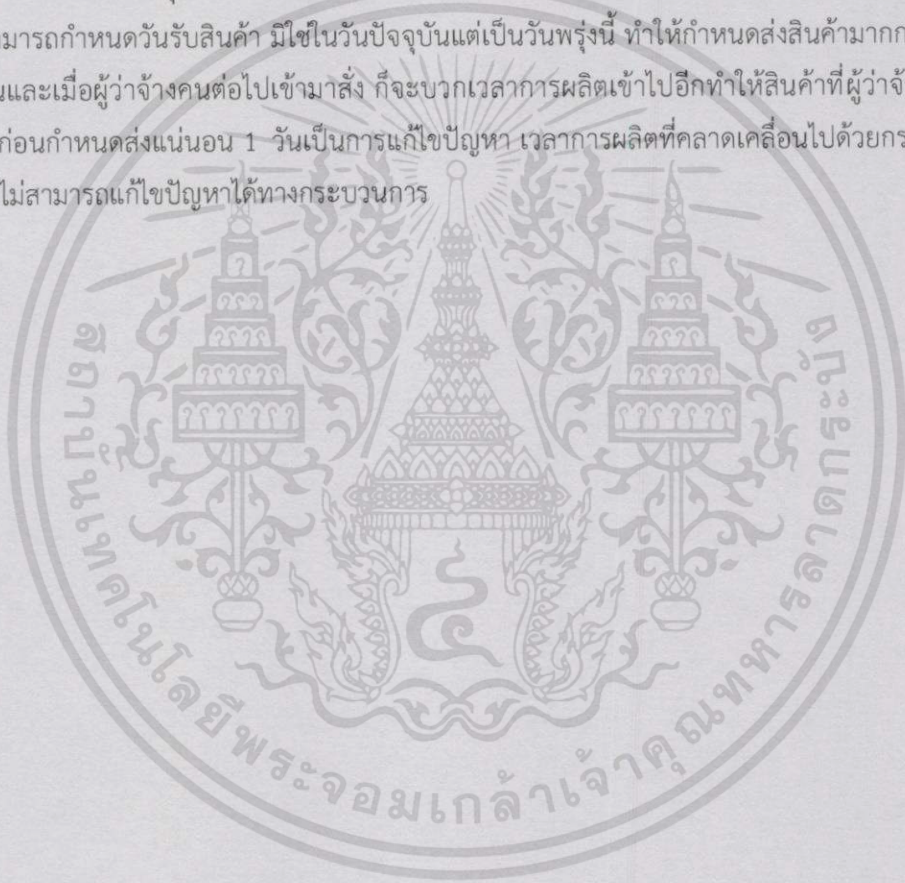 ามารถกำหนดวันรับสินค้า มิใช่ในวันปัจจุบันแต่เป็นวันพรุ่งนี้ ทำให้กำหนดส่งสินค้ามากก
นและเมื่อผู้ว่าจ้างคนต่อไปเข้ามาสั่ง ก็จะบวกเวลาการผลิตเข้าไปอีกทำให้สินค้าที่ผู้ว่าจ้
ก่อนกำหนดส่งแน่นอน 1 วันเป็นการแก้ไขปัญหา เวลาการผลิตที่คลาดเคลื่อนไปด้วยกร
ไม่สามารถแก้ไขปัญหาได้ทางกระบวนการ
สถาบันเทคโนโลยีพระจอมเกล้าเจ้าคุณทหารลาดกระบัง